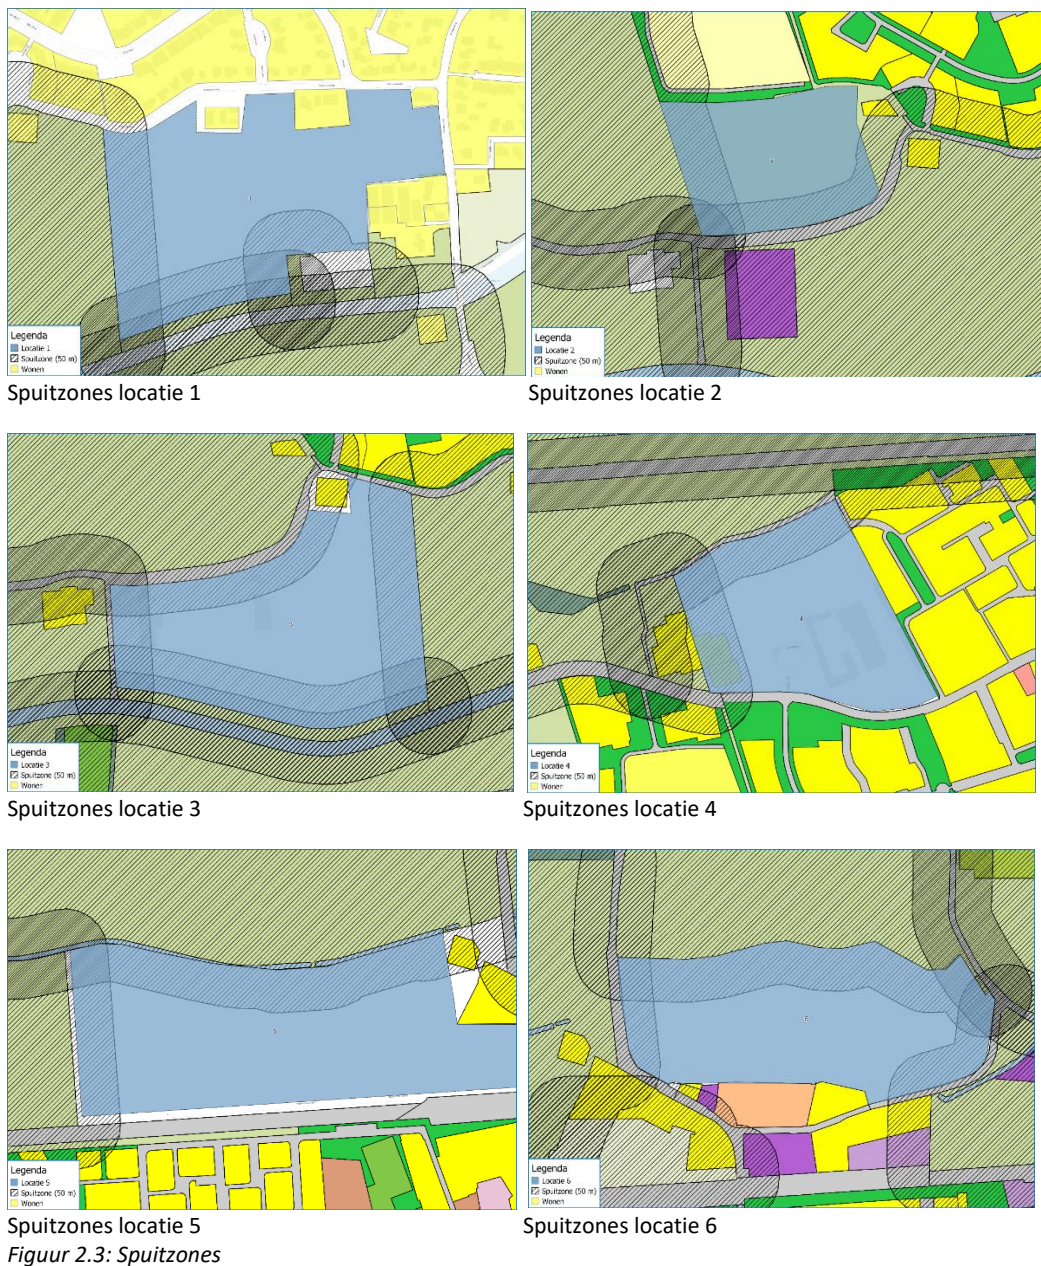 Legenda
Locatie 1
Spuitzone (50 m)
Wonen
Legenda
Locatie 2
Spuitzone (50 m)
Wonen
Spuitzones locatie 1
Spuitzones locatie 2
Legenda
Locatie 3
Spuitzone (50 m)
Wonen
Legenda
Locatie 4
Spuitzone (50 m)
Wonen
Spuitzones locatie 3
Spuitzones locatie 4
5
Legenda
Locatie 5
Spuitzone (50 m)
Wonen
6
Legenda
Locatie 6
Spuitzone (50 m)
Wonen
Spuitzones locatie 5
Spuitzones locatie 6
Figuur 2.3: Spuitzones